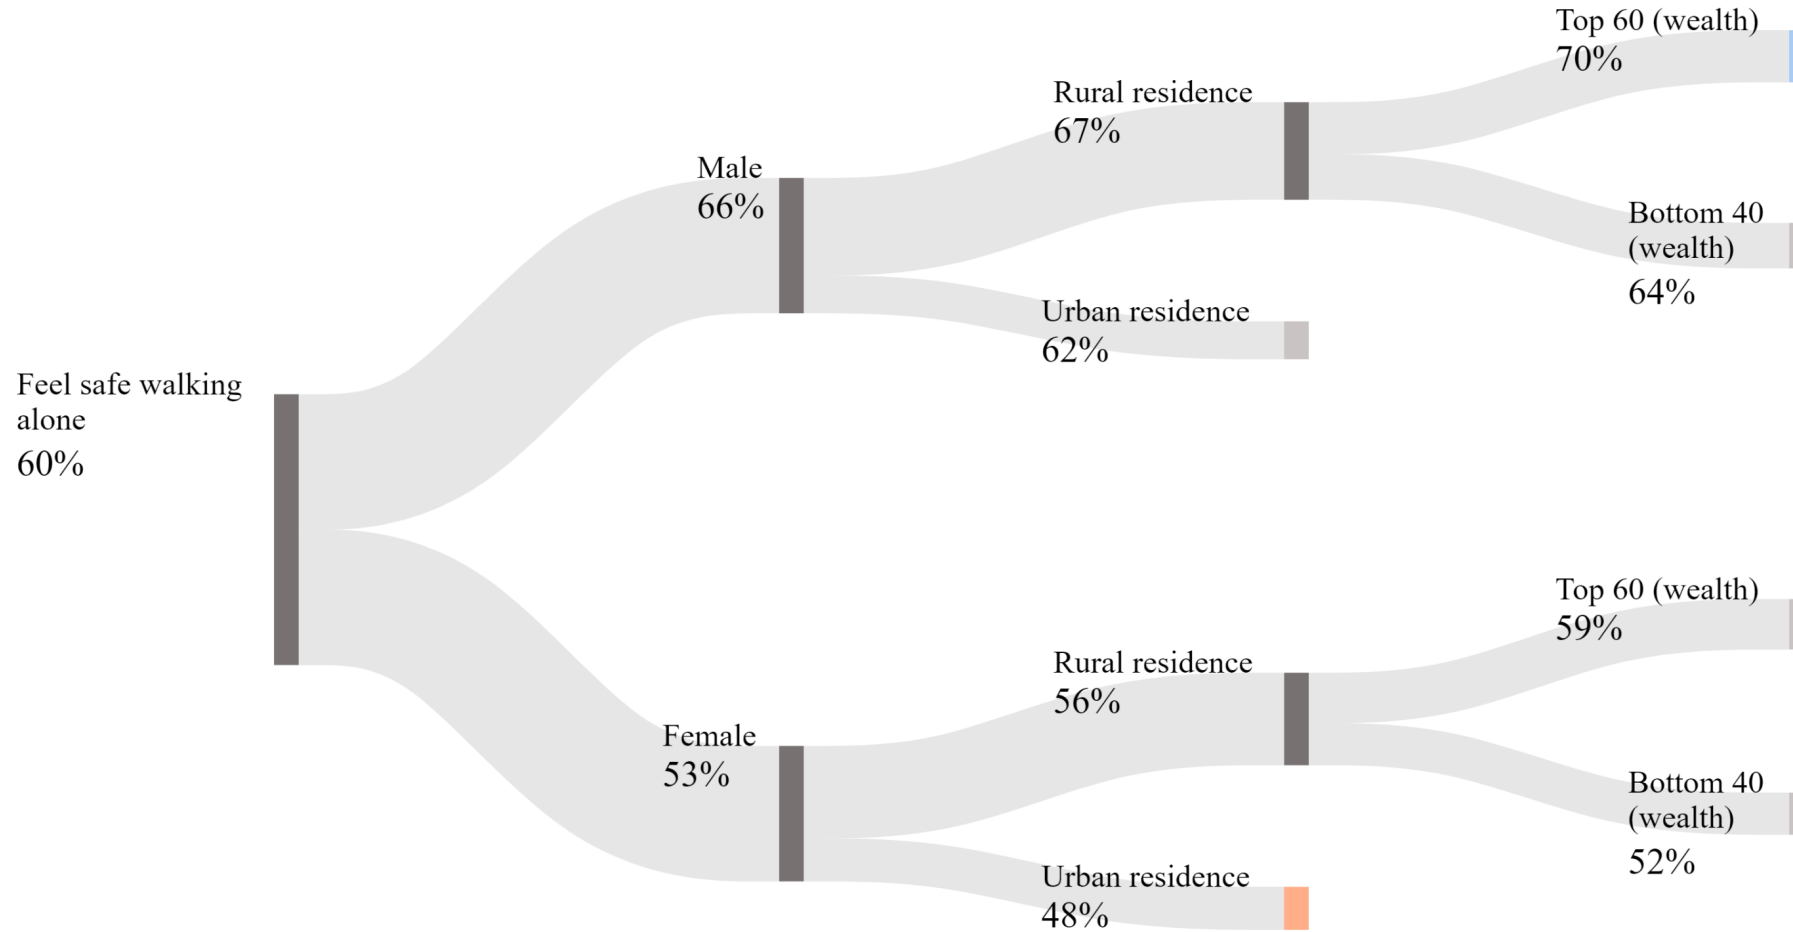 Feel safe walking
alone
60%
Male
66%
Rural residence
67%
Top 60 (wealth)
70%
Bottom 40
(wealth)
64%
Urban residence
62%
Female
53%
Rural residence
56%
Top 60 (wealth)
59%
Bottom 40
(wealth)
52%
Urban residence
48%